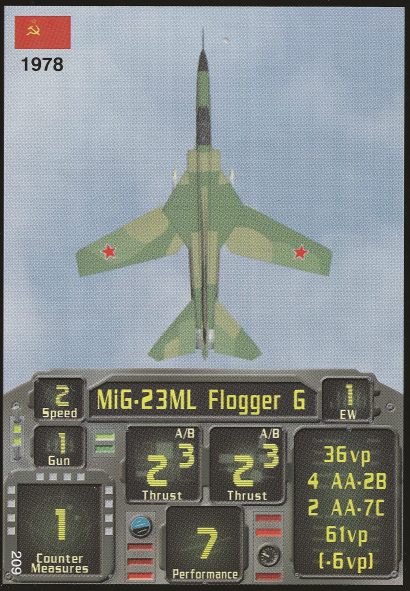 1978
2
Speed
MiG-23ML Flogger G
1
EW
1
Gun
A/B
2 3
Thrust
A/B
2 3
Thrust
36vp
4 AA-2B
2 AA-7C
61vp
(-6vp)
1
Counter
Measures
7
Performance
209